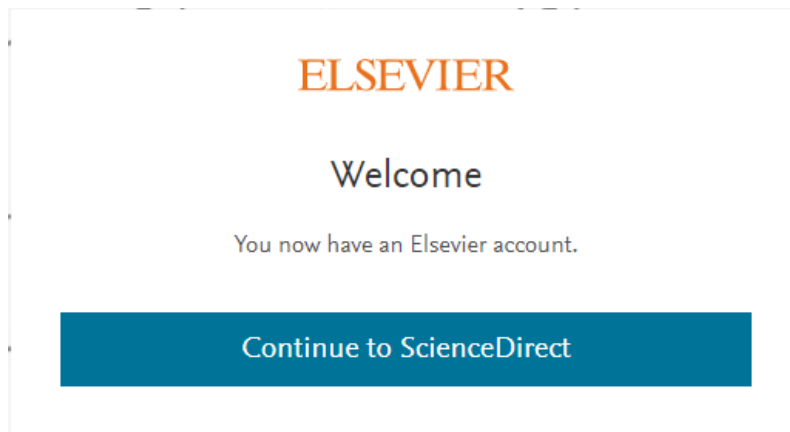 ELSEVIER
Welcome
You now have an Elsevier account.
Continue to ScienceDirect